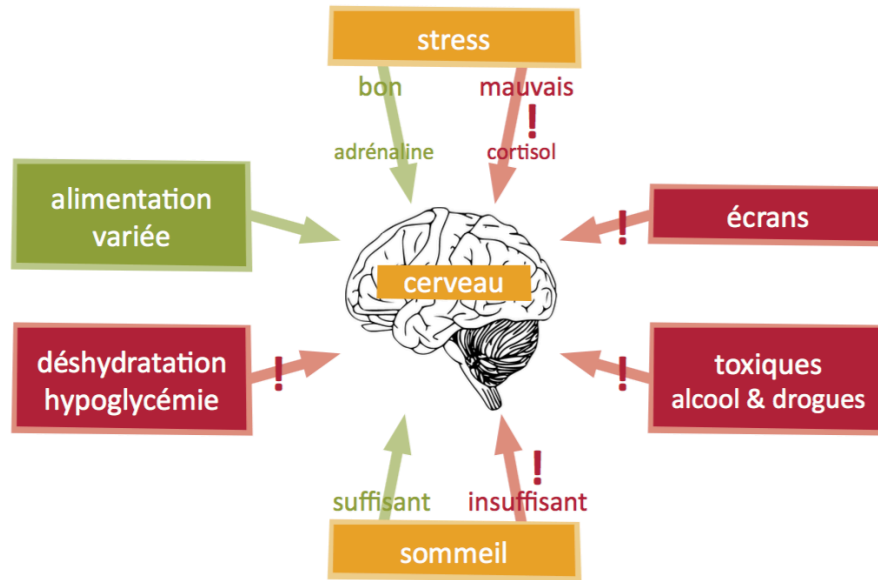 stress
bon
mauvais
!
adrénaline
cortisol
alimentation
variée
!
écrans
cerveau
déshydratation
hypoglycémie
!
!
toxiques
alcool & drogues
!
suffisant
insuffisant
sommeil